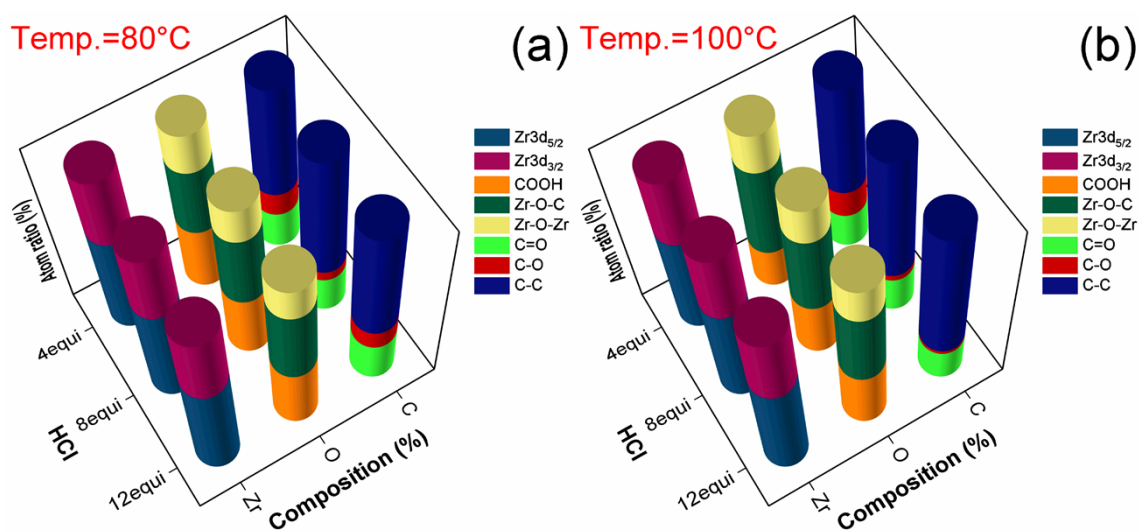 Temp.=80°C
(a)
Zr3d5/2
Zr3d3/2
COOH
Zr-O-C
Zr-O-Zr
C=O
C-O
C-C
Atom ratio (%)
4equi
8equi
12equi
HCl
Zr
O
C
Composition (%)
Temp.=100°C
(b)
Zr3d5/2
Zr3d3/2
COOH
Zr-O-C
Zr-O-Zr
C=O
C-O
C-C
Atom ratio (%)
4equi
8equi
12equi
HCl
Zr
O
C
Composition (%)